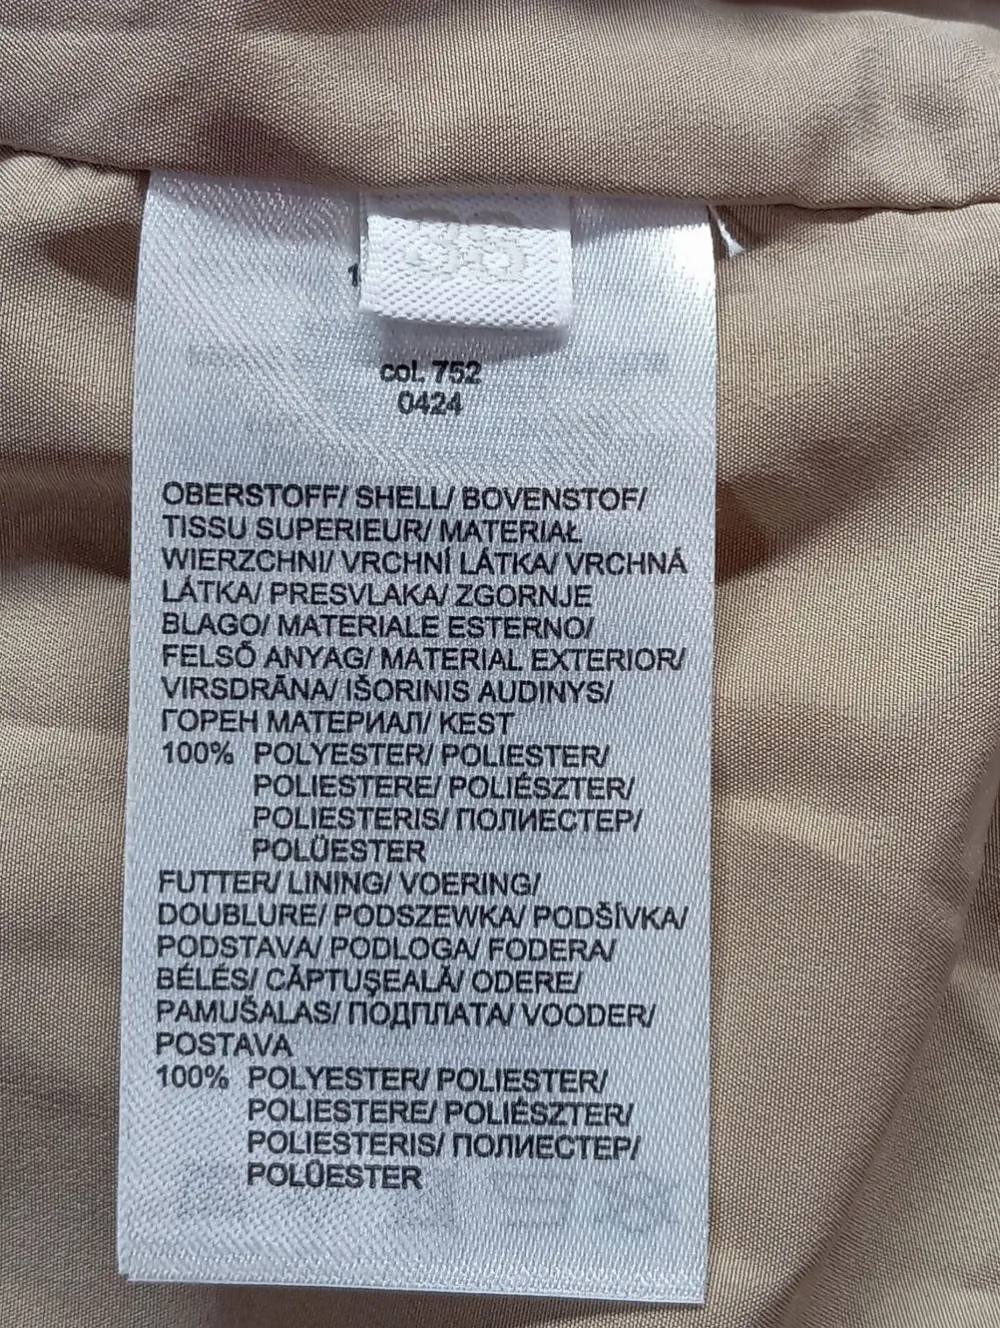 38
col. 752
0424
OBERSTOFF/ SHELL/ BOVENSTOF/
TISSU SUPERIEUR/ MATERIAŁ
WIERZCHNI/ VRCHNÍ LÁTKA/ VRCHNÁ
LÁTKA/ PRESVLAKA/ ZGORNJE
BLAGO/ MATERIALE ESTERNO/
FELSŐ ANYAG/ MATERIAL EXTERIOR/
VIRSDRĀNA/ IŠORINIS AUDINYS/
ГОРЕН МАТЕРИАЛ/ KEST
100% POLYESTER/ POLIESTER/
POLIESTERE/ POLIÉSZTER/
POLIESTERIS/ ПОЛИЕСТЕР/
POLÜESTER
FUTTER/ LINING/ VOERING/
DOUBLURE/ PODSZEWKA/ PODŠÍVKA/
PODSTAVA/ PODLOGA/ FODERA/
BÉLÉS/ CĂPTUŞEALĂ/ ODERE/
PAMUŠALAS/ ПОДПЛАТА/ VOODER/
POSTAVA
100% POLYESTER/ POLIESTER/
POLIESTERE/ POLIÉSZTER/
POLIESTERIS/ ПОЛИЕСТЕР/
POLÜESTER